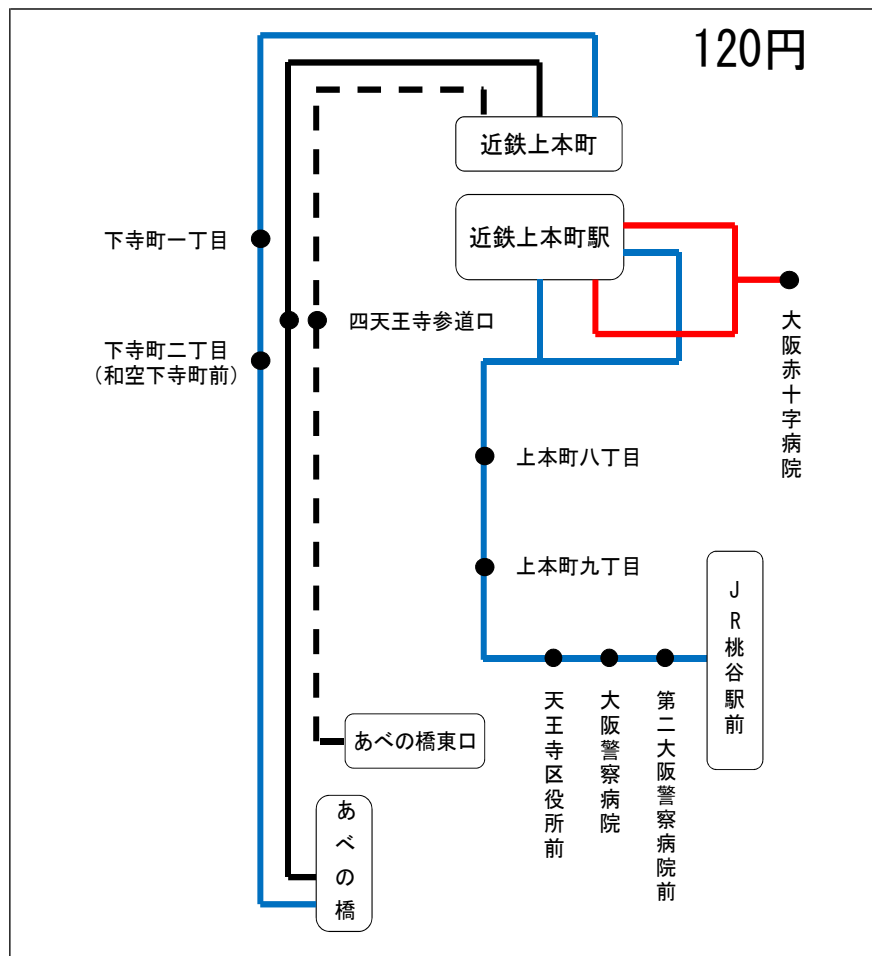 120円
近鉄上本町
近鉄上本町駅
下寺町一丁目
四天王寺参道口
下寺町二丁目
（和空下寺町前）
大阪赤十字病院
上本町八丁目
上本町九丁目
JR桃谷駅前
天王寺区役所前
大阪警察病院
第二大阪警察病院前
あべの橋東口
あべの橋